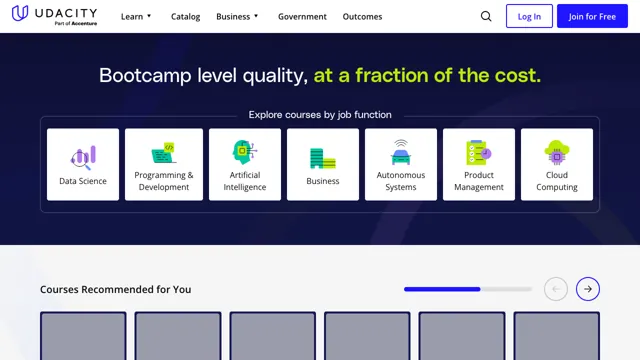 UDACITY
Part of Accenture
Learn
Catalog
Business
Government
Outcomes
Log In
Join for Free
Bootcamp level quality, at a fraction of the cost.
Explore courses by job function
Data Science
Programming &
Development
Artificial
Intelligence
Business
Autonomous
Systems
Product
Management
Cloud
Computing
Courses Recommended for You